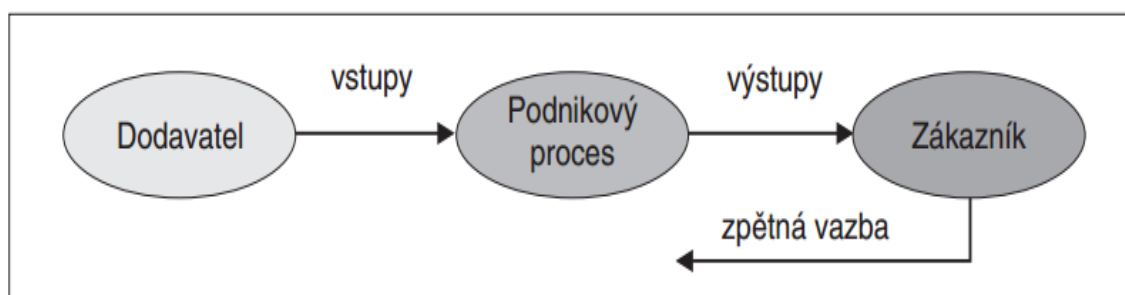 vstupy
výstupy
Dodavatel
Podnikový
proces
Zákazník
zpětná vazba